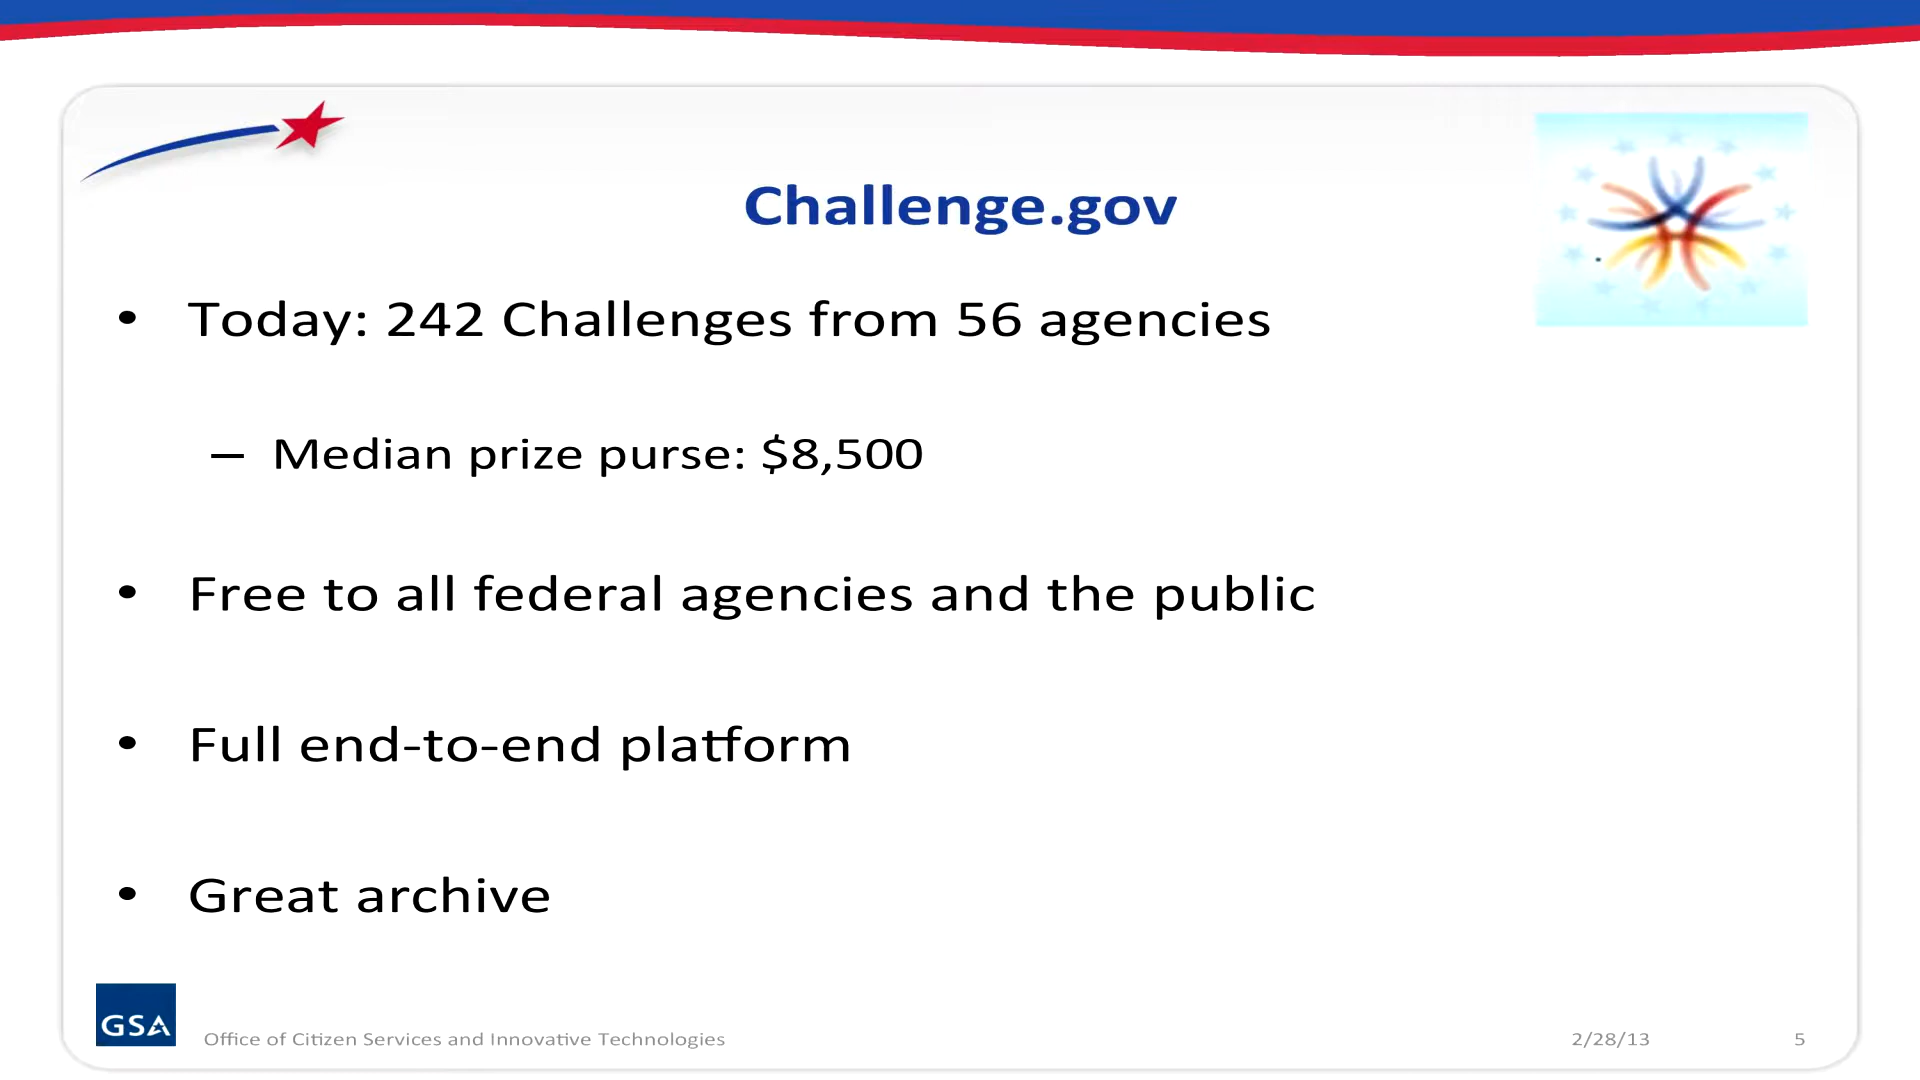 Challenge.gov
• Today: 242 Challenges from 56 agencies
– Median prize purse: $8,500
• Free to all federal agencies and the public
• Full end-to-end platform
• Great archive
GSA
Office of Citizen Services and Innovative Technologies
2/28/13
5